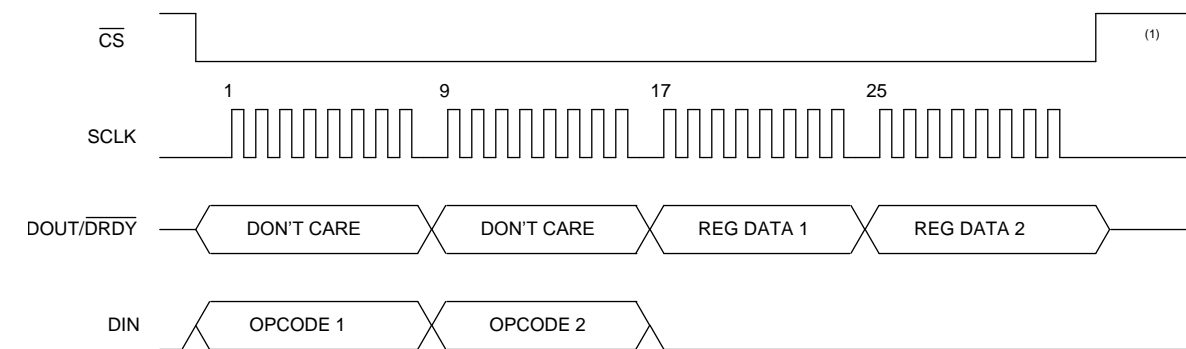 CS
(1)
1 9 17 25
SCLK
DOUT/DRDY DON'T CARE DON'T CARE REG DATA 1 REG DATA 2
DIN OPCODE 1 OPCODE 2